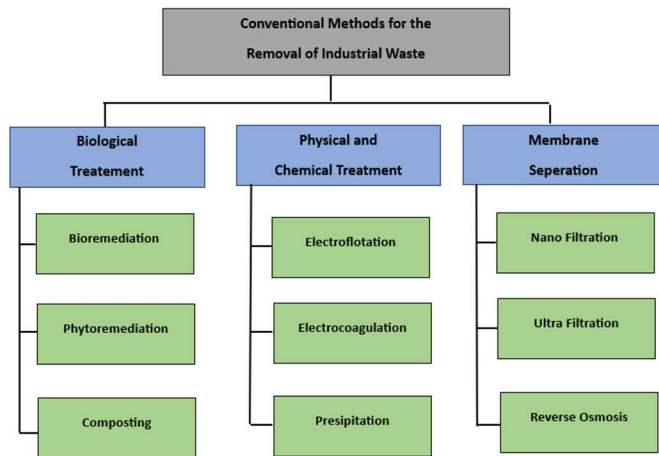 Conventional Methods for the
Removal of Industrial Waste
Biological
Treatement
Physical and
Chemical Treatment
Membrane
Seperation
Bioremediation
Electroflotation
Nano Filtration
Phytoremediation
Electrocoagulation
Ultra Filtration
Composting
Presipitation
Reverse Osmosis